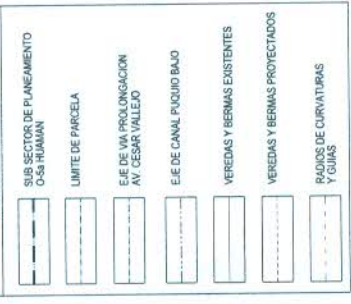 SUB SECTOR DE PLANEAMIENTO
O-5a HUAMAN
LIMITE DE PARCELA
EJE DE VIA PROLONGACION
AV. CESAR VALLEJO
EJE DE CANAL PUQUIO BAJO
VEREDAS Y BERMAS EXISTENTES
VEREDAS Y BERMAS PROYECTADOS
RADIOS DE CURVATURAS
Y GUIAS